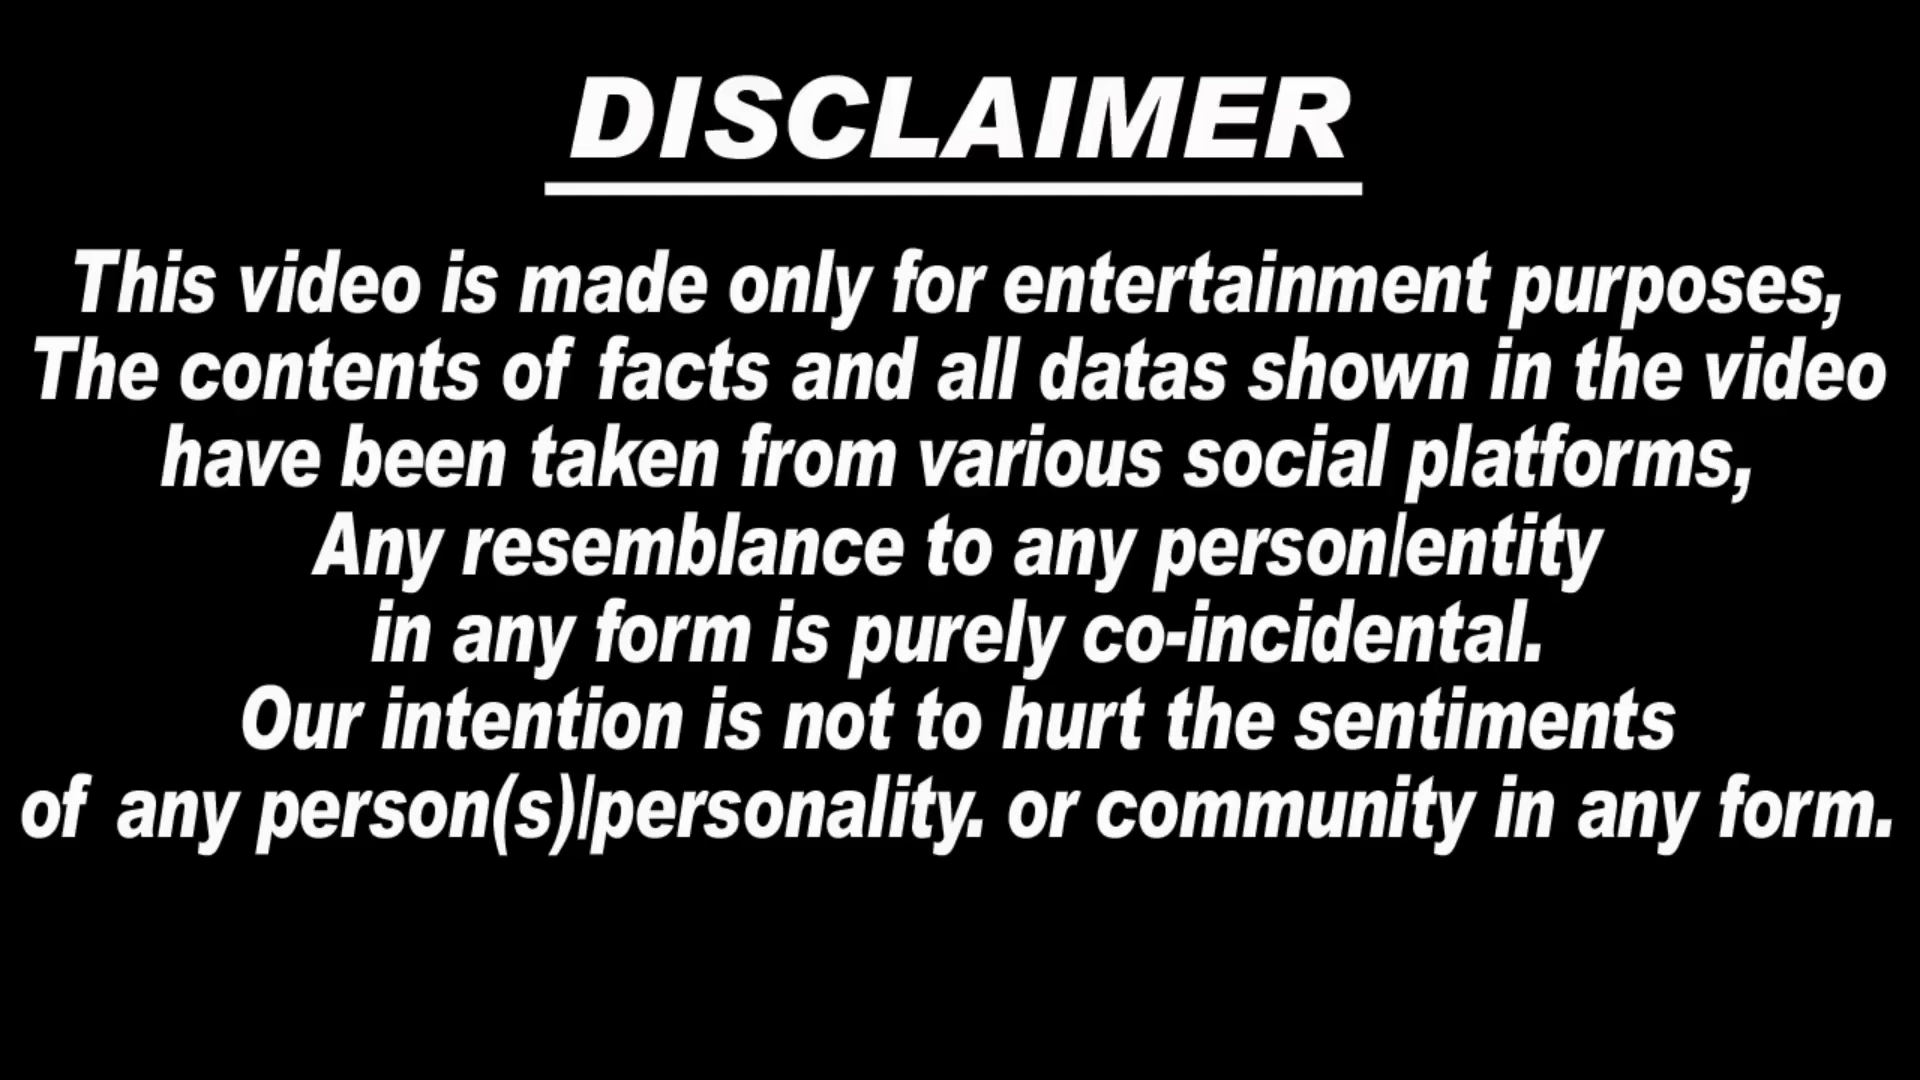 DISCLAIMER
This video is made only for entertainment purposes,
The contents of facts and all datas shown in the video
have been taken from various social platforms,
Any resemblance to any person/entity
in any form is purely co-incidental.
Our intention is not to hurt the sentiments
of any person(s)/personality. or community in any form.